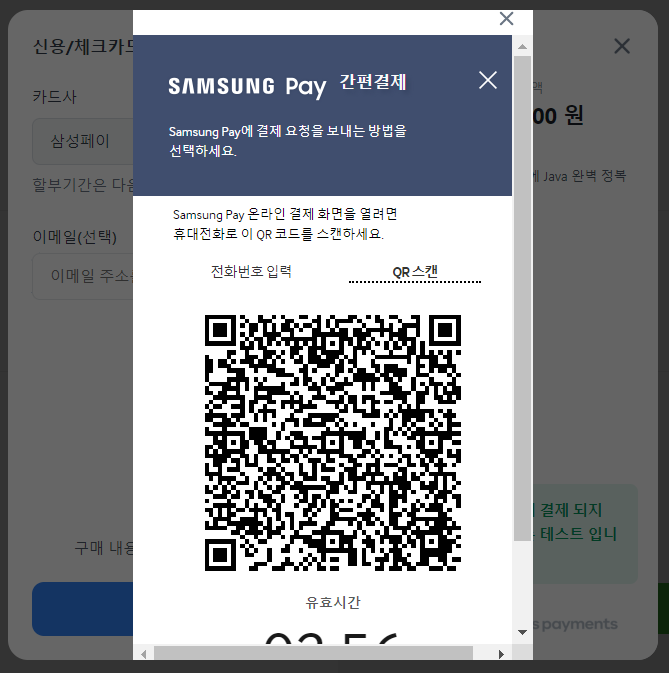 신용/체크카드
SAMSUNG Pay 간편결제
카드사
00 원
Samsung Pay에 결제 요청을 보내는 방법을
선택하세요.
삼성페이
할부기간은 다음
Java 완벽 정복
Samsung Pay 온라인 결제 화면을 열려면
휴대전화로 이 QR 코드를 스캔하세요.
이메일(선택)
전화번호 입력
QR 스캔
이메일 주소
결제 되지
테스트 입니
구매 내용
유효시간
payments